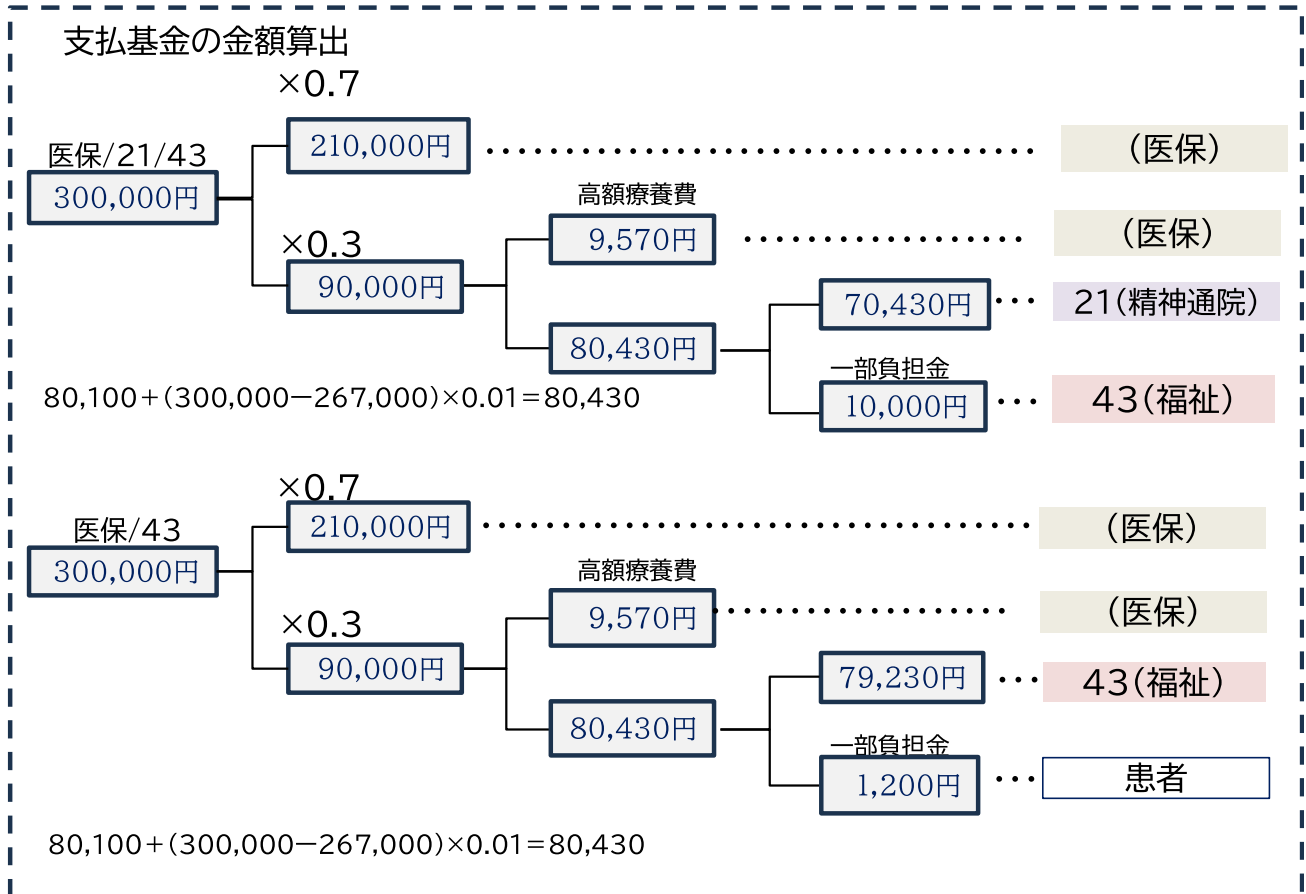 支払基金の金額算出
×0.7
医保/21/43
210,000円
(医保)
300,000円
高額療養費
×0.3
9,570円
(医保)
90,000円
70,430円
21(精神通院)
80,430円
一部負担金
80,100+(300,000－267,000)×0.01=80,430
10,000円
43(福祉)
×0.7
医保/43
210,000円
(医保)
300,000円
高額療養費
×0.3
9,570円
(医保)
90,000円
79,230円
43(福祉)
80,430円
一部負担金
1,200円
患者
80,100+(300,000－267,000)×0.01=80,430